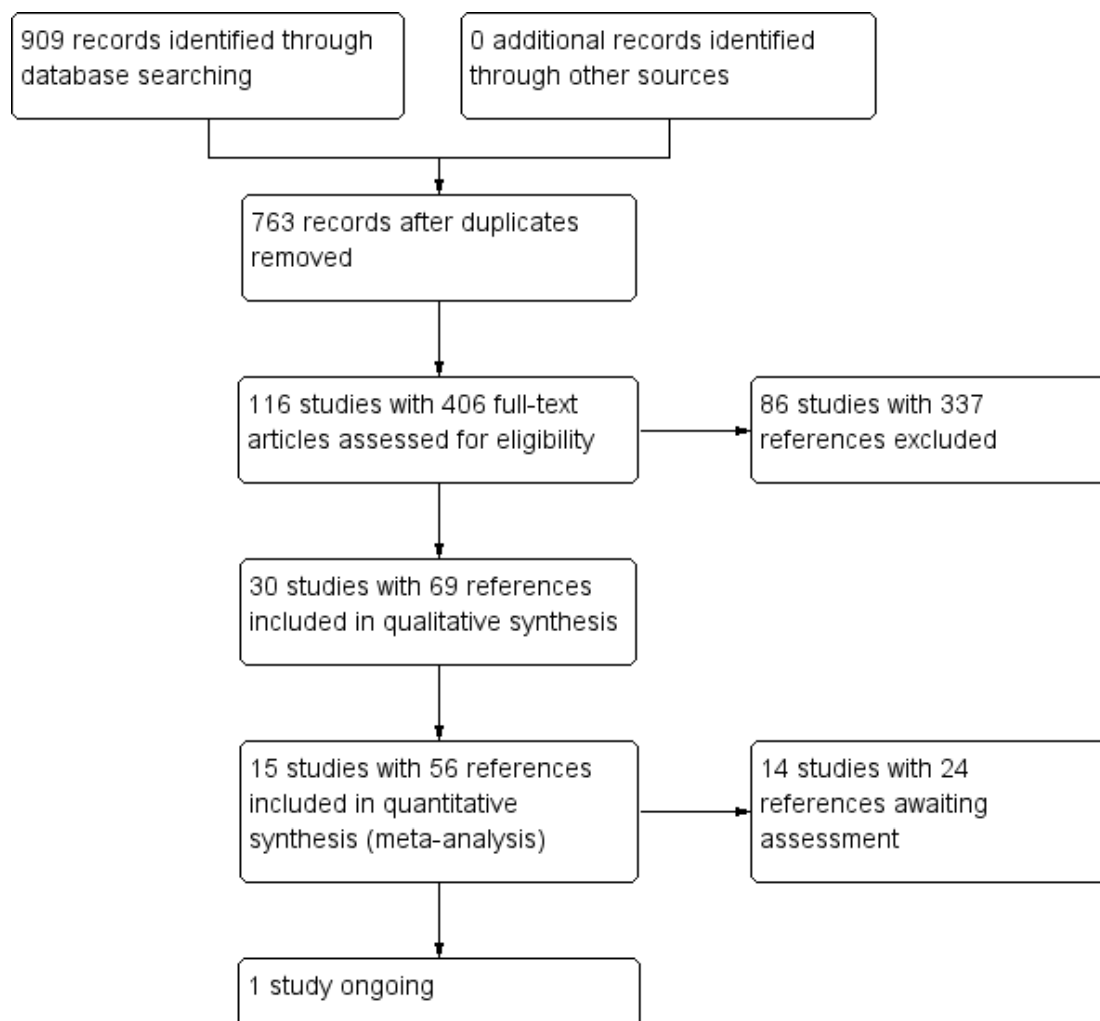 909 records identified through
database searching
0 additional records identified
through other sources
763 records after duplicates
removed
116 studies with 406 full-text
articles assessed for eligibility
86 studies with 337
references excluded
30 studies with 69 references
included in qualitative synthesis
15 studies with 56 references
included in quantitative
synthesis (meta-analysis)
14 studies with 24
references awaiting
assessment
1 study ongoing